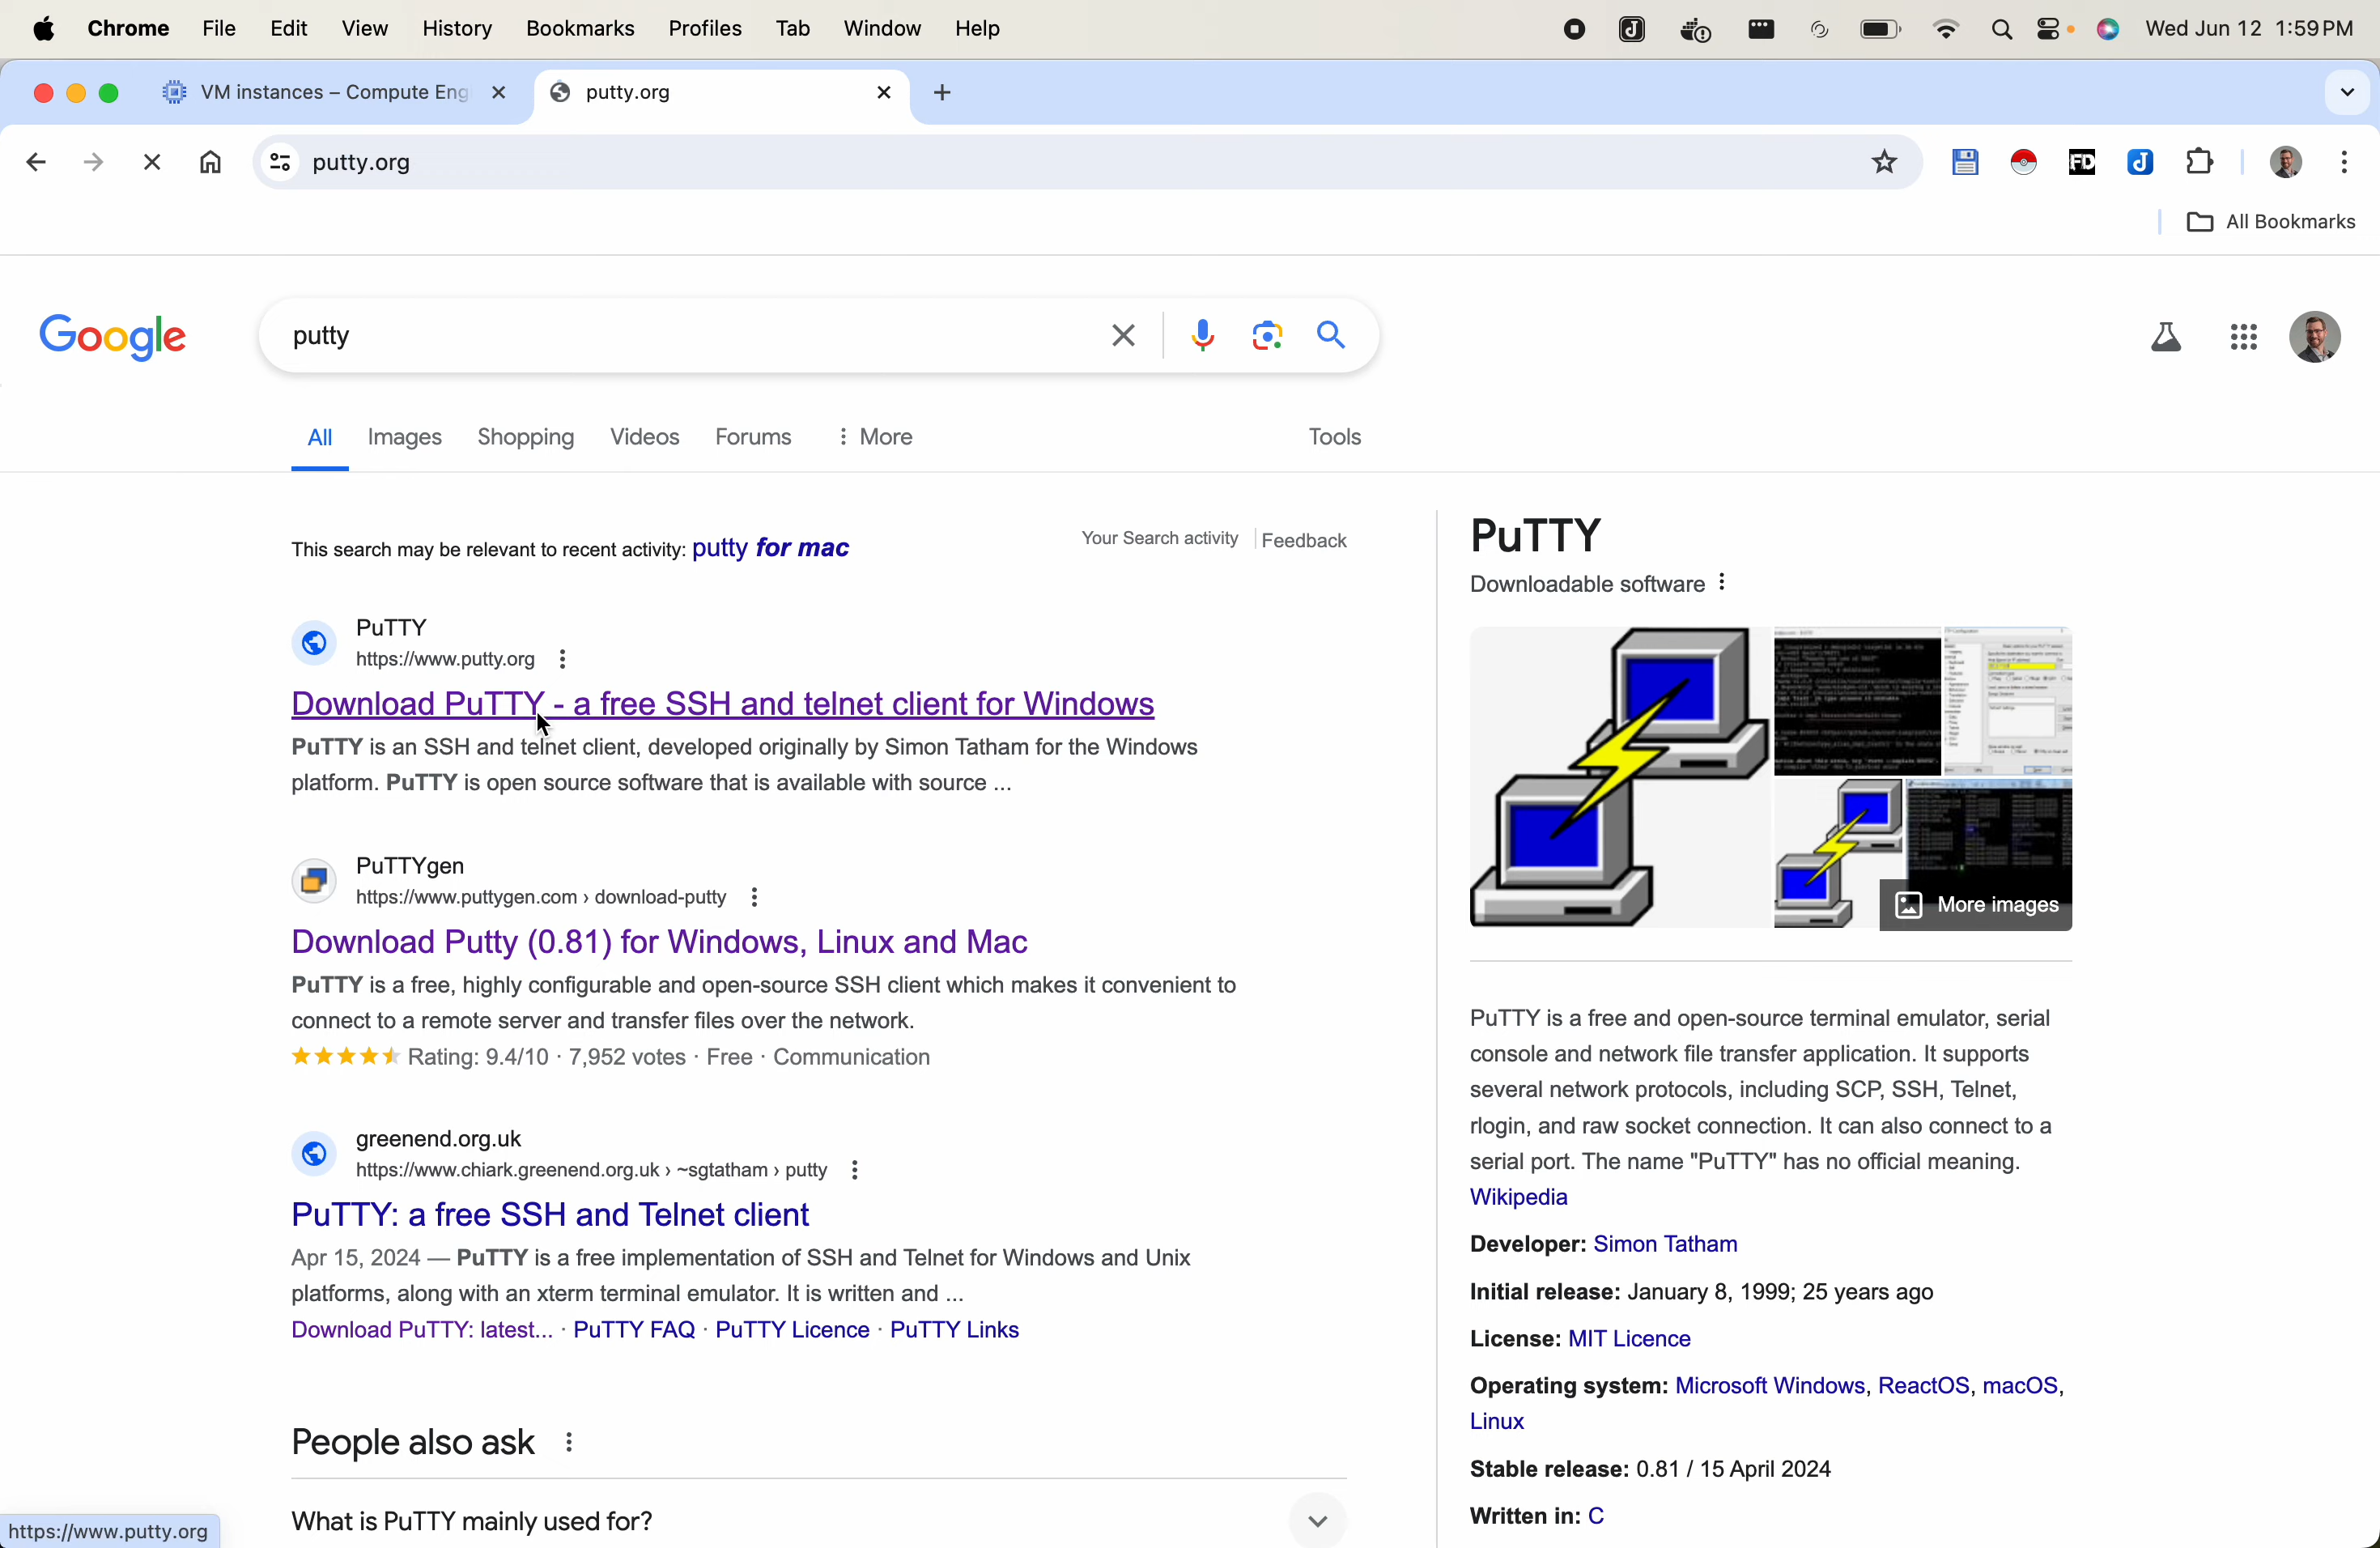 Chrome File Edit View History Bookmarks Profiles Tab Window Help Wed Jun 12 1:59 PM
VM instances – Compute Eng
putty.org
putty.org
All Bookmarks
Google
putty
All Images Shopping Videos Forums More Tools
This search may be relevant to recent activity: putty for mac
Your Search activity Feedback
PuTTY
https://www.putty.org
Download PuTTY - a free SSH and telnet client for Windows
PuTTY is an SSH and telnet client, developed originally by Simon Tatham for the Windows
platform. PuTTY is open source software that is available with source ...
PuTTYgen
https://www.puttygen.com › download-putty
Download Putty (0.81) for Windows, Linux and Mac
PuTTY is a free, highly configurable and open-source SSH client which makes it convenient to
connect to a remote server and transfer files over the network.
Rating: 9.4/10 · 7,952 votes · Free · Communication
greenend.org.uk
https://www.chiark.greenend.org.uk › ~sgtatham › putty
PuTTY: a free SSH and Telnet client
Apr 15, 2024 — PuTTY is a free implementation of SSH and Telnet for Windows and Unix
platforms, along with an xterm terminal emulator. It is written and ...
Download PuTTY: latest... · PuTTY FAQ · PuTTY Licence · PuTTY Links
People also ask
What is PuTTY mainly used for?
PuTTY
Downloadable software
More images
PuTTY is a free and open-source terminal emulator, serial
console and network file transfer application. It supports
several network protocols, including SCP, SSH, Telnet,
rlogin, and raw socket connection. It can also connect to a
serial port. The name "PuTTY" has no official meaning.
Wikipedia
Developer: Simon Tatham
Initial release: January 8, 1999; 25 years ago
License: MIT Licence
Operating system: Microsoft Windows, ReactOS, macOS,
Linux
Stable release: 0.81 / 15 April 2024
Written in: C
https://www.putty.org